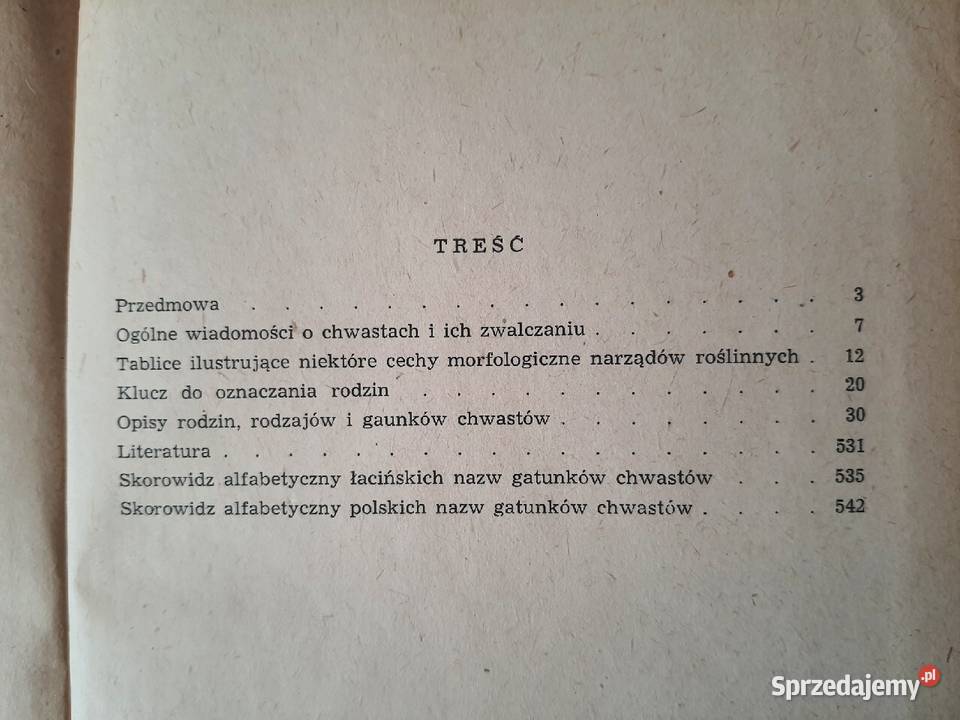 TREŚĆ
Przedmowa . . . . . . . . . . . . . . . . . 3
Ogólne wiadomości o chwastach i ich zwalczaniu . . . . . . . 7
Tablice ilustrujące niektóre cechy morfologiczne narządów roślinnych . 12
Klucz do oznaczania rodzin . . . . . . . . . . . . 20
Opisy rodzin, rodzajów i gaunków chwastów . . . . . . . . 30
Literatura . . . . . . . . . . . . . . . . . 531
Skorowidz alfabetyczny łacińskich nazw gatunków chwastów . . . 535
Skorowidz alfabetyczny polskich nazw gatunków chwastów . . . . 542
Sprzedajemy.pl